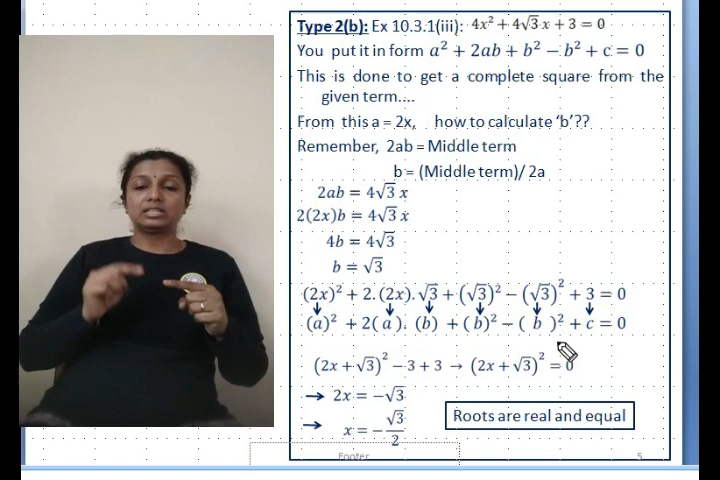 Type 2(b): Ex 10.3.1(iii): 4x² + 4√3 x + 3 = 0
You put it in form a² + 2ab + b² − b² + c = 0
This is done to get a complete square from the
given term....
From this a = 2x, how to calculate 'b'??
Remember, 2ab = Middle term
b = (Middle term)/ 2a
2ab = 4√3 x
2(2x)b = 4√3 x
4b = 4√3
b = √3
(2x)² + 2.(2x).√3 + (√3)² − (√3)² + 3 = 0
(a)² + 2( a ). (b) + ( b)² − ( b )² + c = 0
(2x + √3)² − 3 + 3 → (2x + √3)² = 0
→ 2x = −√3
→ x = −√3/2
Roots are real and equal
Footer
5